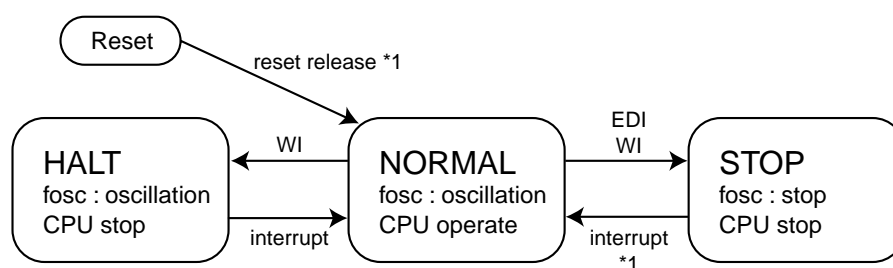 Reset
reset release *1
HALT
fosc : oscillation
CPU stop
WI
interrupt
NORMAL
fosc : oscillation
CPU operate
EDI
WI
interrupt
*1
STOP
fosc : stop
CPU stop